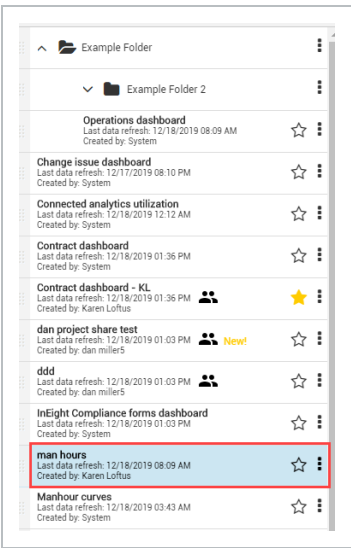 Example Folder
Example Folder 2
Operations dashboard
Last data refresh: 12/18/2019 08:09 AM
Created by: System
Change issue dashboard
Last data refresh: 12/17/2019 08:10 PM
Created by: System
Connected analytics utilization
Last data refresh: 12/18/2019 12:12 AM
Created by: System
Contract dashboard
Last data refresh: 12/18/2019 01:36 PM
Created by: System
Contract dashboard - KL
Last data refresh: 12/18/2019 01:36 PM
Created by: Karen Loftus
dan project share test
Last data refresh: 12/18/2019 01:03 PM New!
Created by: dan miller5
ddd
Last data refresh: 12/18/2019 01:03 PM
Created by: dan miller5
InEight Compliance forms dashboard
Last data refresh: 12/18/2019 01:03 PM
Created by: System
man hours
Last data refresh: 12/18/2019 08:09 AM
Created by: Karen Loftus
Manhour curves
Last data refresh: 12/18/2019 03:43 AM
Created by: System